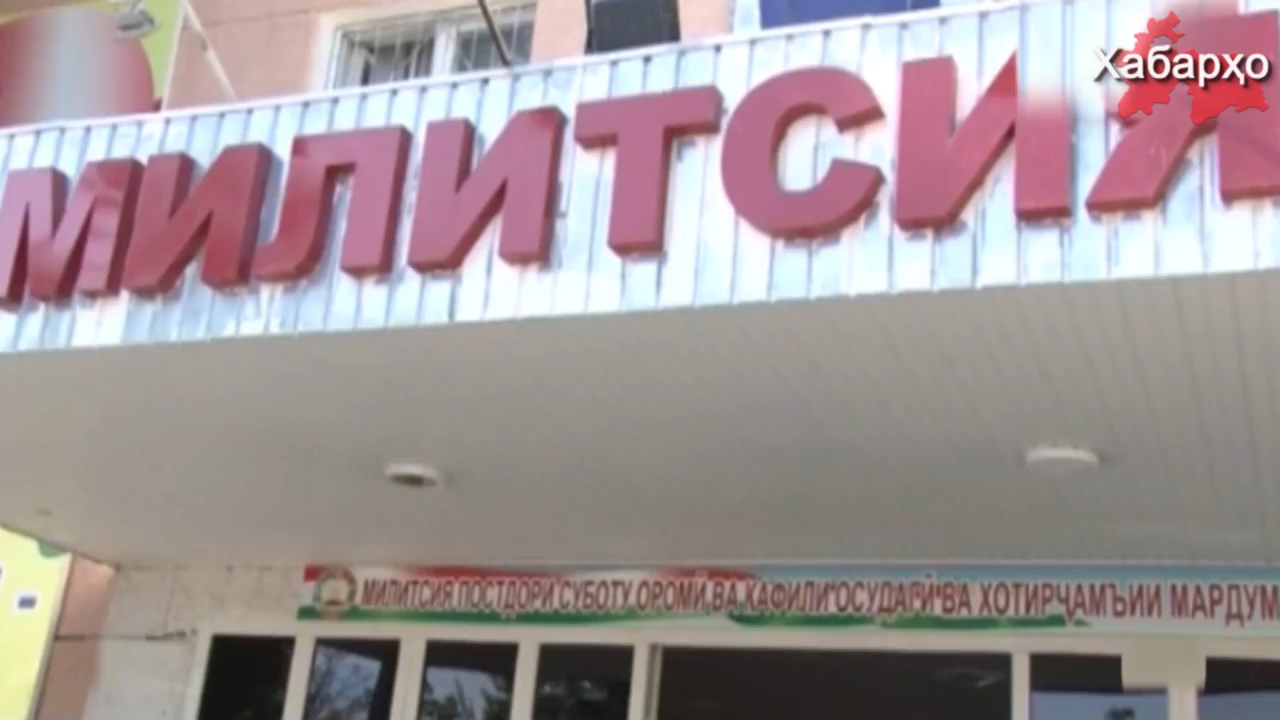 Хабарҳо
МИЛИТСИЯ
МИЛИТСИЯ ПОСТДОРИ СУБОТУ ОРОМӢ ВА КАФИЛИ ОСУДАГӢ ВА ХОТИРҶАМЪИИ МАРДУМ